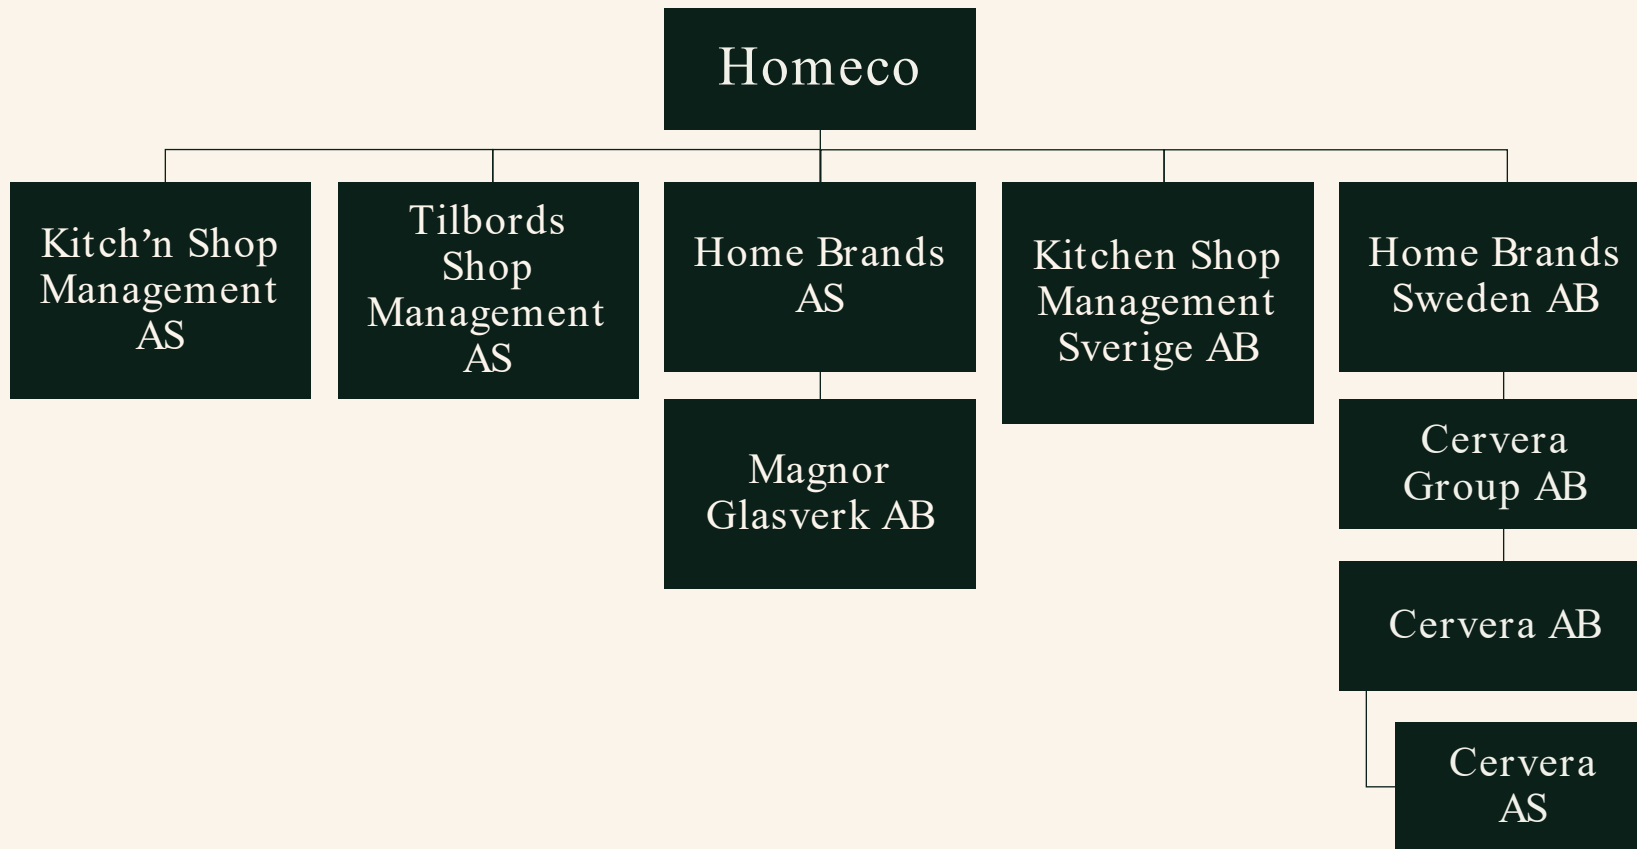 Homeco
Kitch’n Shop
Management
AS
Tilbords
Shop
Management
AS
Home Brands
AS
Kitchen Shop
Management
Sverige AB
Home Brands
Sweden AB
Magnor
Glasverk AB
Cervera
Group AB
Cervera AB
Cervera
AS